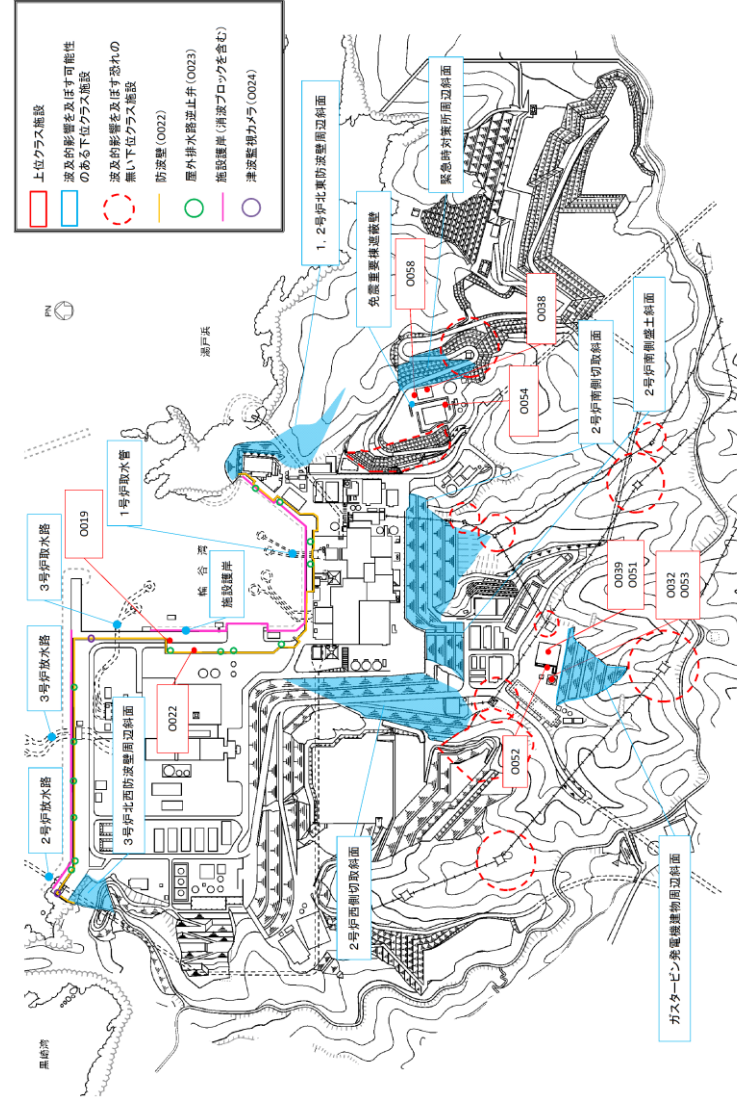 上位クラス施設
波及的影響を及ぼす可能性
のある下位クラス施設
波及的影響を及ぼす恐れの
無い下位クラス施設
防波壁(O022)
屋外排水路逆止弁(O023)
施設護岸(消波ブロックを含む)
津波監視カメラ(O024)
PN
湯戸浜
輪谷湾
黒崎湾
2号炉放水路
3号炉放水路
3号炉取水路
O019
1号炉取水管
1, 2号炉北東防波壁周辺斜面
免震重要棟遮蔽壁
緊急時対策所周辺斜面
O058
O038
O054
施設護岸
O022
3号炉北西防波壁周辺斜面
2号炉南側切取斜面
2号炉南側盛土斜面
2号炉西側切取斜面
O052
O039
O051
O032
O053
ガスタービン発電機建物周辺斜面